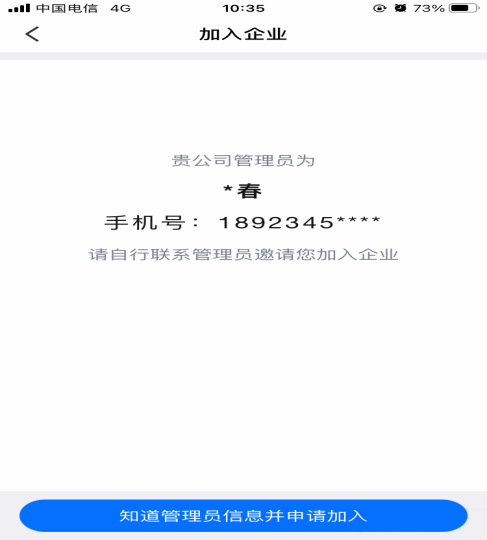 中国电信 4G 10:35 73%
加入企业
贵公司管理员为
*春
手机号：1892345****
请自行联系管理员邀请您加入企业
知道管理员信息并申请加入